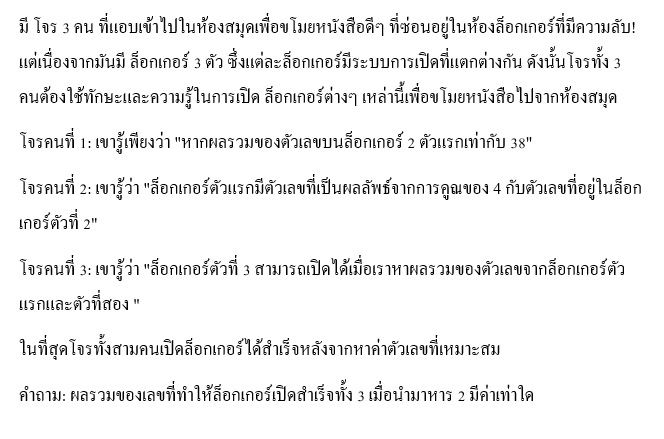 มี โจร 3 คน ที่แอบเข้าไปในห้องสมุดเพื่อขโมยหนังสือดีๆ ที่ซ่อนอยู่ในห้องล็อกเกอร์ที่มีความลับ!
แต่เนื่องจากมันมี ล็อกเกอร์ 3 ตัว ซึ่งแต่ละล็อกเกอร์มีระบบการเปิดที่แตกต่างกัน ดังนั้นโจรทั้ง 3
คนต้องใช้ทักษะและความรู้ในการเปิด ล็อกเกอร์ต่างๆ เหล่านี้เพื่อขโมยหนังสือไปจากห้องสมุด
โจรคนที่ 1: เขารู้เพียงว่า "หากผลรวมของตัวเลขบนล็อกเกอร์ 2 ตัวแรกเท่ากับ 38"
โจรคนที่ 2: เขารู้ว่า "ล็อกเกอร์ตัวแรกมีตัวเลขที่เป็นผลลัพธ์จากการคูณของ 4 กับตัวเลขที่อยู่ในล็อก
เกอร์ตัวที่ 2"
โจรคนที่ 3: เขารู้ว่า "ล็อกเกอร์ตัวที่ 3 สามารถเปิดได้เมื่อเราหาผลรวมของตัวเลขจากล็อกเกอร์ตัว
แรกและตัวที่สอง "
ในที่สุดโจรทั้งสามคนเปิดล็อกเกอร์ได้สำเร็จหลังจากหาค่าตัวเลขที่เหมาะสม
คำถาม: ผลรวมของเลขที่ทำให้ล็อกเกอร์เปิดสำเร็จทั้ง 3 เมื่อนำมาหาร 2 มีค่าเท่าใด